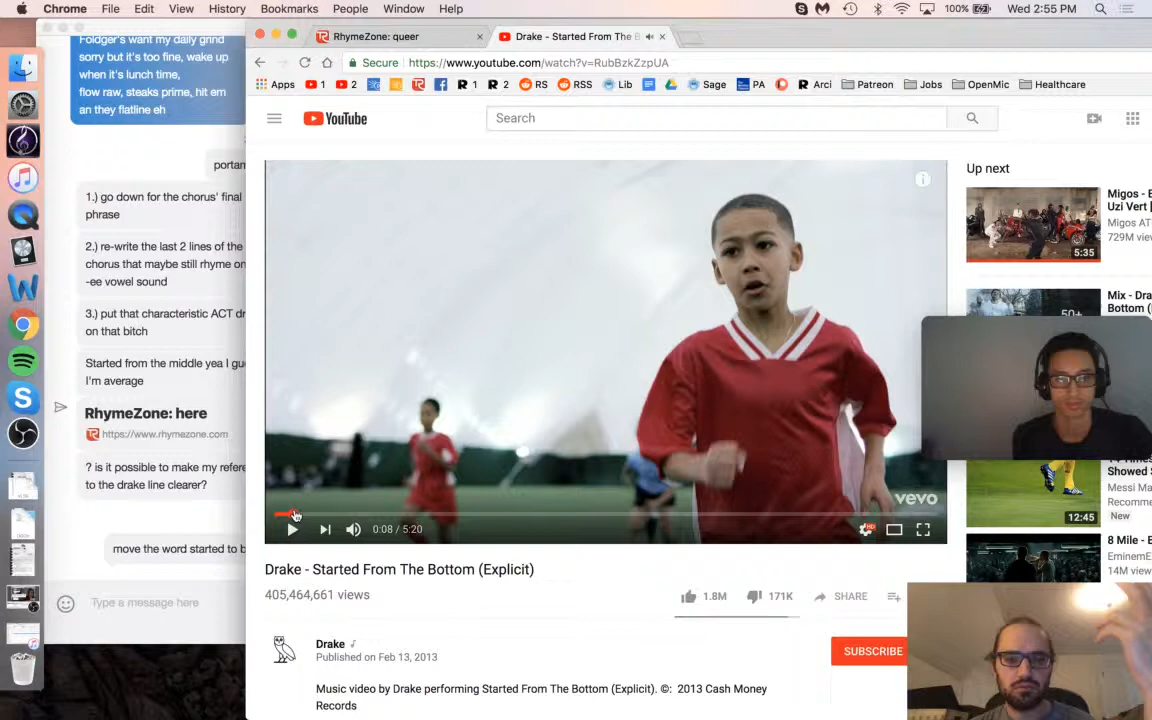 Chrome File Edit View History Bookmarks People Window Help
100% Wed 2:55 PM
Foldger's want my daily grind
sorry but it's too fine, wake up
when it's lunch time,
flow raw, steaks prime, hit em
an they flatline eh
portam
1.) go down for the chorus' final
phrase
2.) re-write the last 2 lines of the
chorus that maybe still rhyme on
-ee vowel sound
3.) put that characteristic ACT dr
on that bitch
Started from the middle yea I gu
I'm average
RhymeZone: here
https://www.rhymezone.com
? is it possible to make my refere
to the drake line clearer?
move the word started to b
Type a message here
RhymeZone: queer
Drake - Started From The B
Secure https://www.youtube.com/watch?v=RubBzkZzpUA
Apps 1 2 R 1 R 2 RS RSS Lib Sage PA Arci Patreon Jobs OpenMic Healthcare
YouTube
Search
vevo
0:08 / 5:20
HD
Drake - Started From The Bottom (Explicit)
405,464,661 views
1.8M 171K SHARE
Drake
Published on Feb 13, 2013
SUBSCRIBE
Music video by Drake performing Started From The Bottom (Explicit). ©: 2013 Cash Money
Records
Up next
Migos - B
Uzi Vert [
Migos AT
729M view
5:35
Mix - Dra
Bottom (
50+
14 Times
Showed S
Messi Ma
Recomme
New
12:45
8 Mile - E
EminemE
14M view